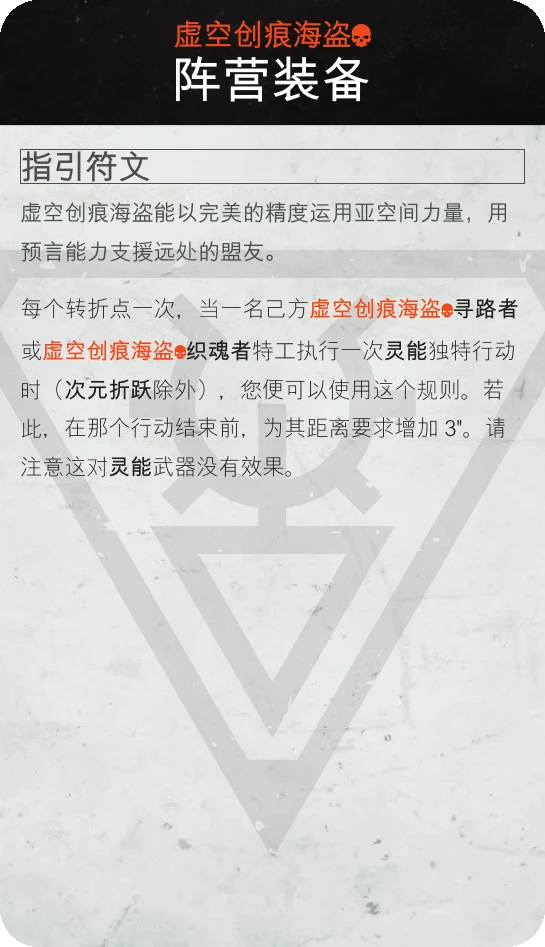 虚空创痕海盗
阵营装备
指引符文
虚空创痕海盗能以完美的精度运用亚空间力量，用
预言能力支援远处的盟友。
每个转折点一次，当一名己方虚空创痕海盗寻路者
或虚空创痕海盗织魂者特工执行一次灵能独特行动
时（次元折跃除外），您便可以使用这个规则。若
此，在那个行动结束前，为其距离要求增加 3"。请
注意这对灵能武器没有效果。